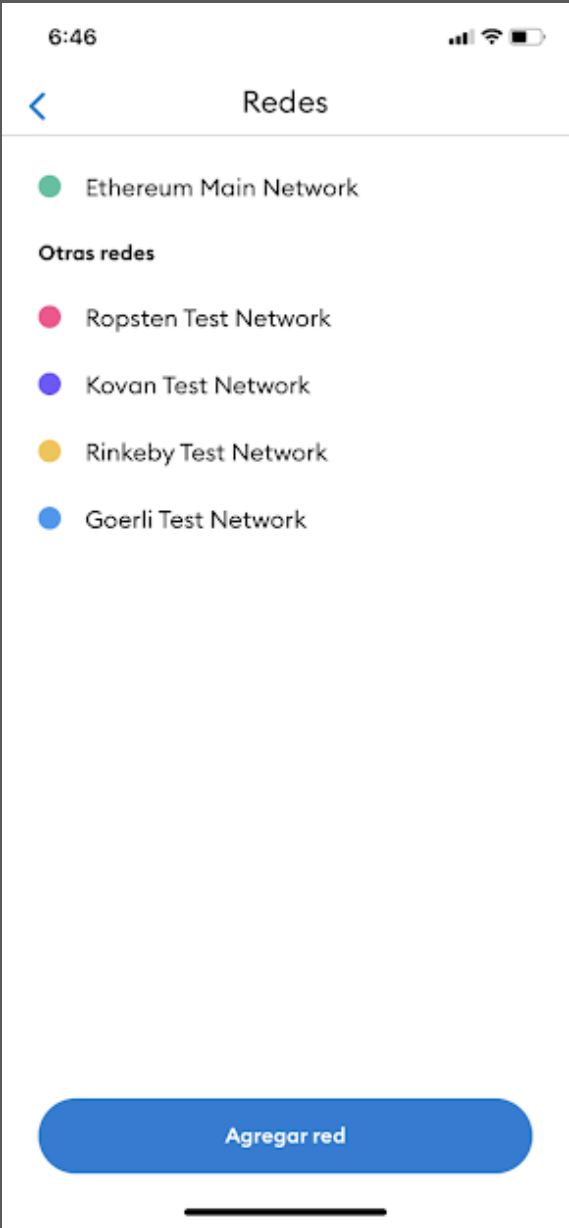 6:46
Redes
Ethereum Main Network
Otras redes
Ropsten Test Network
Kovan Test Network
Rinkeby Test Network
Goerli Test Network
Agregar red